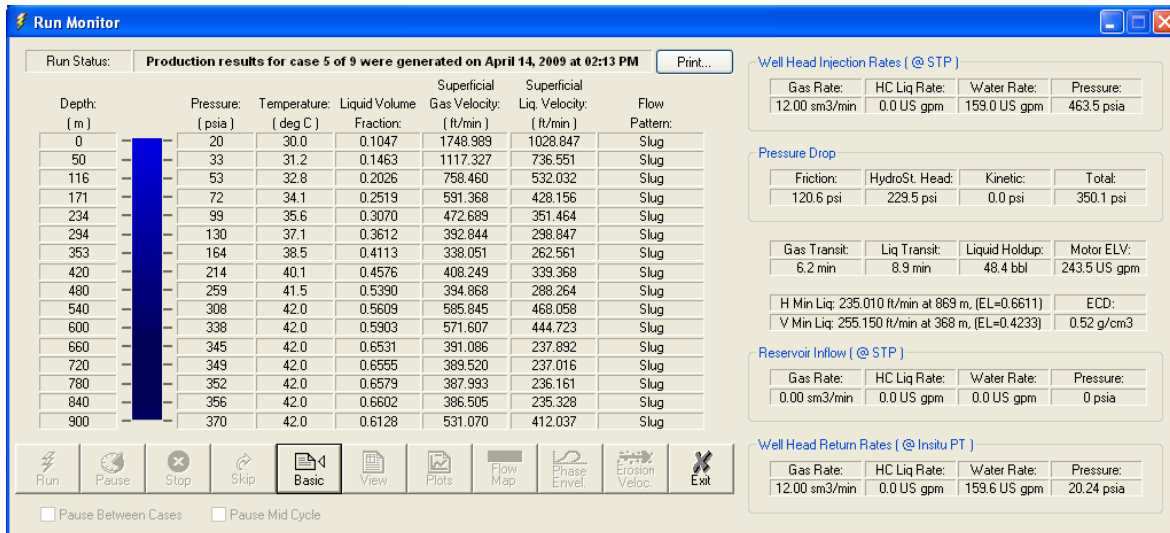 Run Monitor
Run Status: Production results for case 5 of 9 were generated on April 14, 2009 at 02:13 PM Print...
Superficial Superficial
Depth: Pressure: Temperature: Liquid Volume Gas Velocity: Liq. Velocity: Flow
( m ) ( psia ) ( deg C ) Fraction: ( ft/min ) ( ft/min ) Pattern:
0 20 30.0 0.1047 1748.989 1028.847 Slug
50 33 31.2 0.1463 1117.327 736.551 Slug
116 53 32.8 0.2026 758.460 532.032 Slug
171 72 34.1 0.2519 591.368 428.156 Slug
234 99 35.6 0.3070 472.689 351.464 Slug
294 130 37.1 0.3612 392.844 298.847 Slug
353 164 38.5 0.4113 338.051 262.561 Slug
420 214 40.1 0.4576 408.249 339.368 Slug
480 259 41.5 0.5390 394.868 288.264 Slug
540 308 42.0 0.5609 585.845 468.058 Slug
600 338 42.0 0.5903 571.607 444.723 Slug
660 345 42.0 0.6531 391.086 237.892 Slug
720 349 42.0 0.6555 389.520 237.016 Slug
780 352 42.0 0.6579 387.993 236.161 Slug
840 356 42.0 0.6602 386.505 235.328 Slug
900 370 42.0 0.6128 531.070 412.037 Slug
Run Pause Stop Skip Basic View Plots Flow Map Phase Envel. Erosion Veloc. Exit
Pause Between Cases Pause Mid Cycle
Well Head Injection Rates ( @ STP )
Gas Rate: HC Liq Rate: Water Rate: Pressure:
12.00 sm3/min 0.0 US gpm 159.0 US gpm 463.5 psia
Pressure Drop
Friction: HydroSt. Head: Kinetic: Total:
120.6 psi 229.5 psi 0.0 psi 350.1 psi
Gas Transit: Liq Transit: Liquid Holdup: Motor ELV:
6.2 min 8.9 min 48.4 bbl 243.5 US gpm
H Min Liq: 235.010 ft/min at 869 m, (EL=0.6611) ECD:
V Min Liq: 255.150 ft/min at 368 m, (EL=0.4233) 0.52 g/cm3
Reservoir Inflow ( @ STP )
Gas Rate: HC Liq Rate: Water Rate: Pressure:
0.00 sm3/min 0.0 US gpm 0.0 US gpm 0 psia
Well Head Return Rates ( @ Insitu PT )
Gas Rate: HC Liq Rate: Water Rate: Pressure:
12.00 sm3/min 0.0 US gpm 159.6 US gpm 20.24 psia